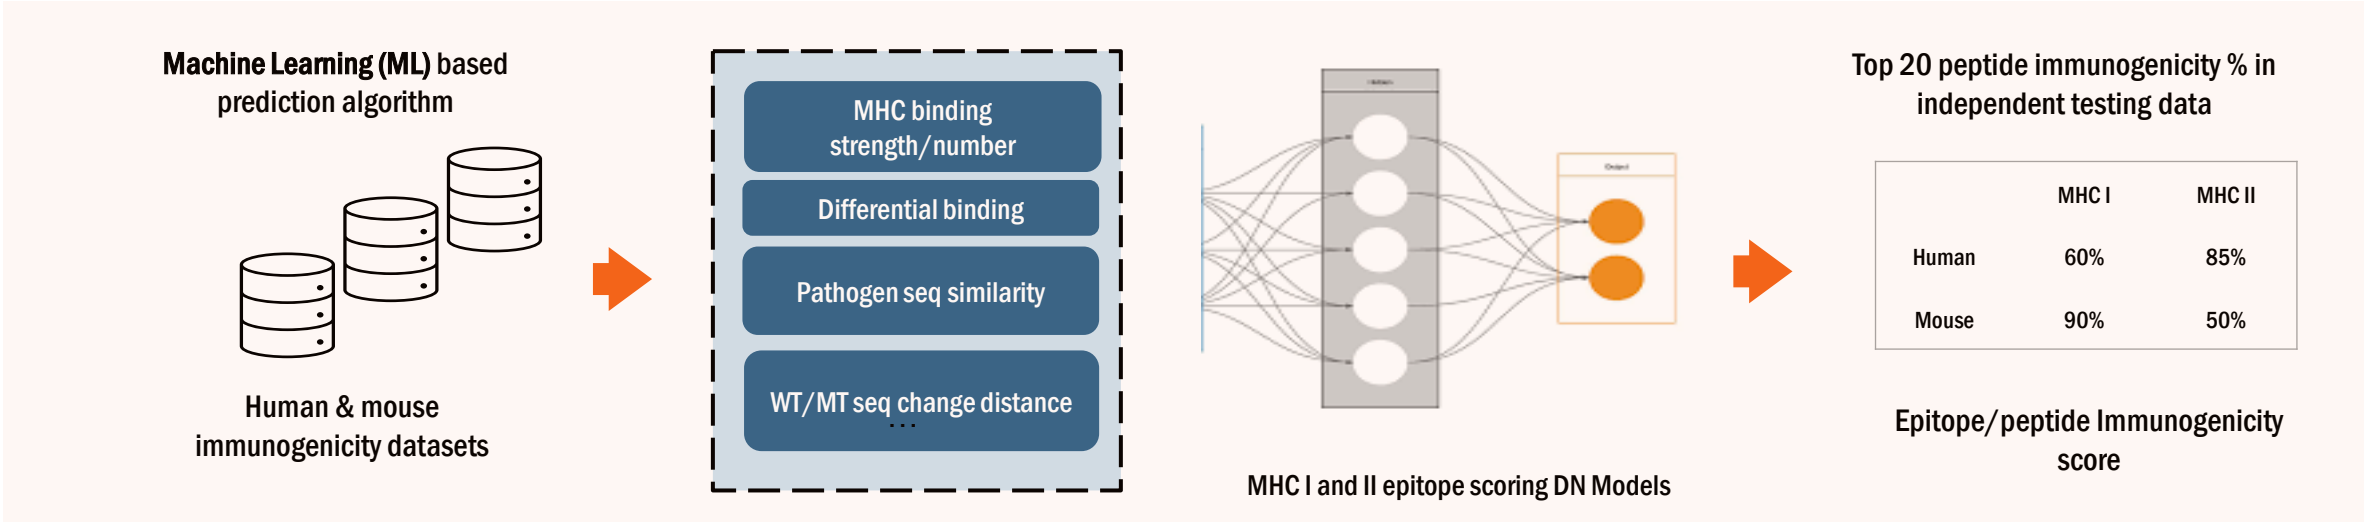 Machine Learning (ML) based
prediction algorithm
Human & mouse
immunogenicity datasets
MHC binding
strength/number
Differential binding
Pathogen seq similarity
WT/MT seq change distance
...
Output
MHC I and II epitope scoring DN Models
Top 20 peptide immunogenicity % in
independent testing data
MHC I MHC II
Human 60% 85%
Mouse 90% 50%
Epitope/peptide Immunogenicity
score